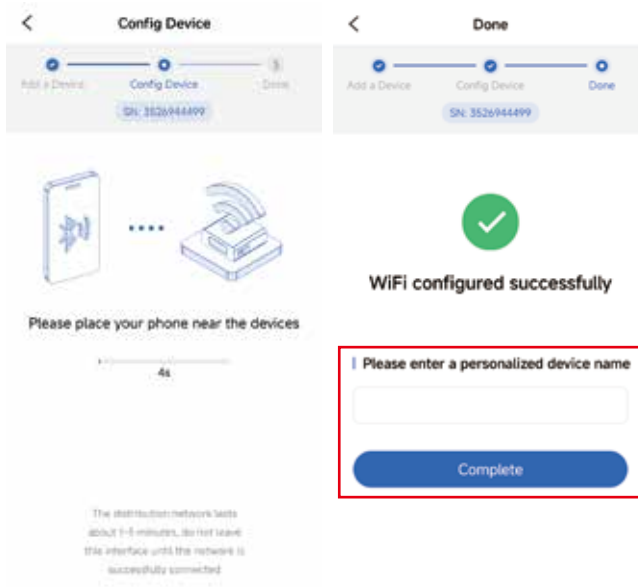 Config Device
Add a Device
Config Device
Done
SN: 3526944499
Please place your phone near the devices
4s
The distribution network lasts
about 1-5 minutes, do not leave
this interface until the network is
successfully connected
Done
Add a Device
Config Device
Done
SN: 3526944499
WiFi configured successfully
Please enter a personalized device name
Complete